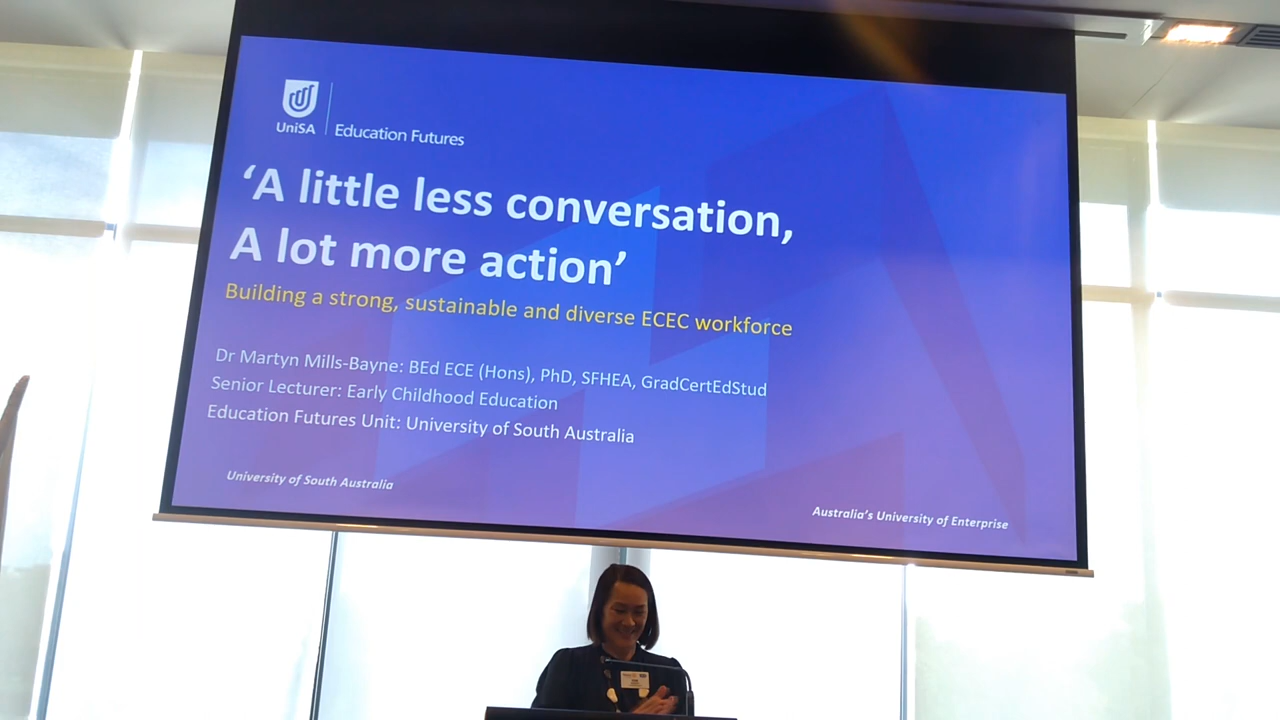 UniSA
Education Futures
‘A little less conversation,
A lot more action’
Building a strong, sustainable and diverse ECEC workforce
Dr Martyn Mills-Bayne: BEd ECE (Hons), PhD, SFHEA, GradCertEdStud
Senior Lecturer: Early Childhood Education
Education Futures Unit: University of South Australia
University of South Australia
Australia’s University of Enterprise